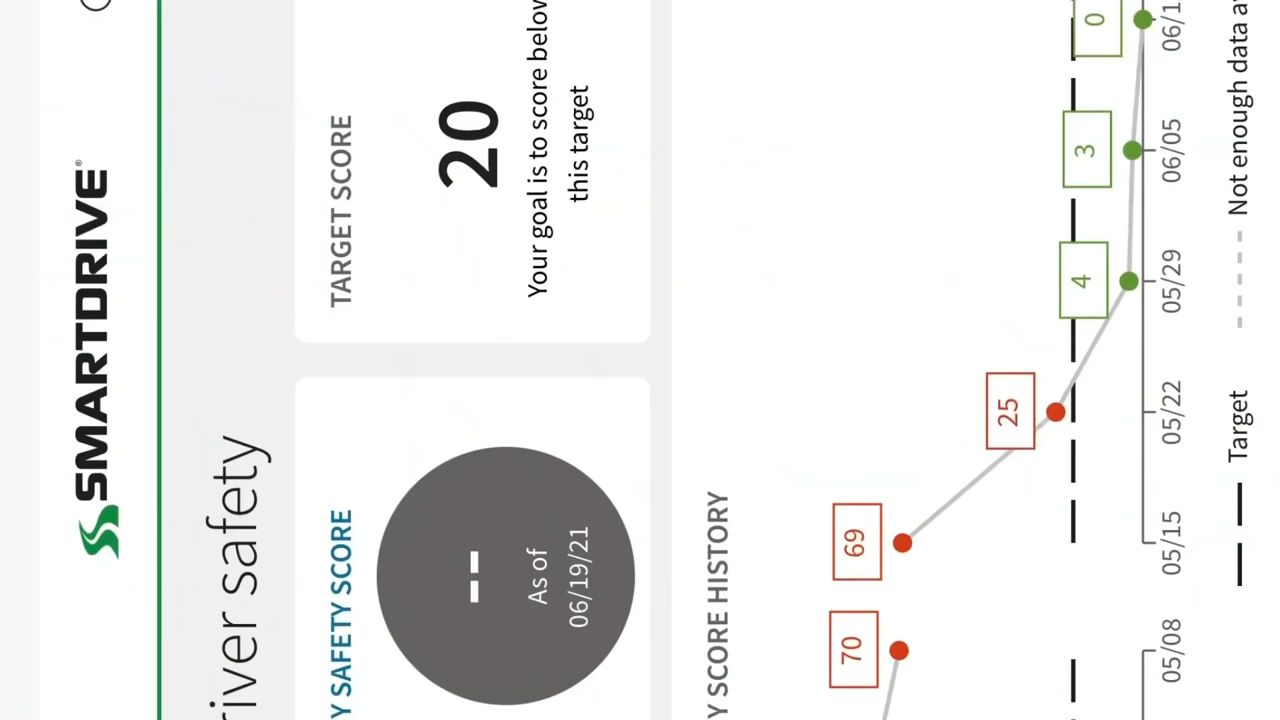 SMARTDRIVE®
river safety
Y SAFETY SCORE
--
As of
06/19/21
TARGET SCORE
20
Your goal is to score below
this target
Y SCORE HISTORY
70
69
25
4
3
0
05/08
05/15
05/22
05/29
06/05
06/1
Target
Not enough data av